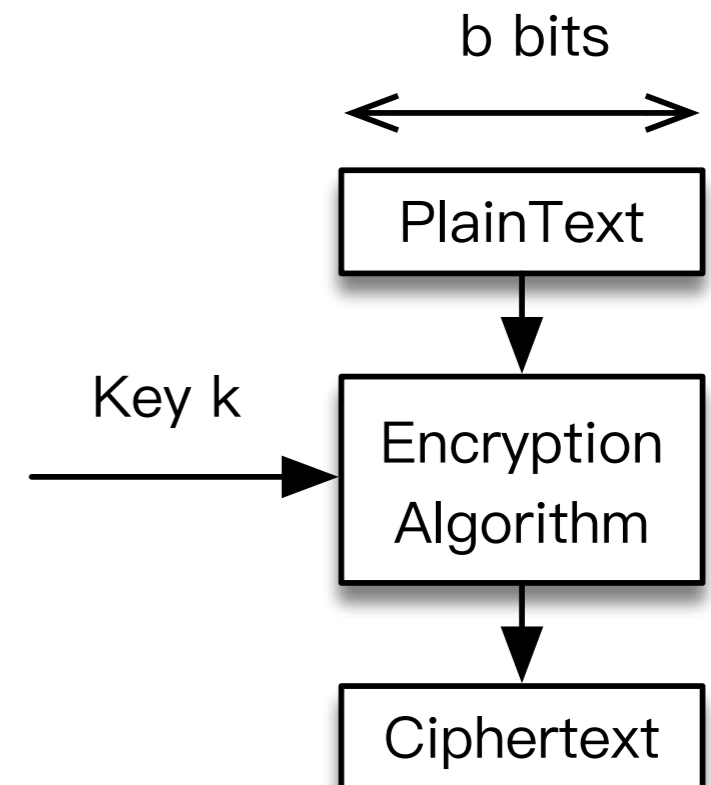 b bits
PlainText
Key k
Encryption
Algorithm
Ciphertext